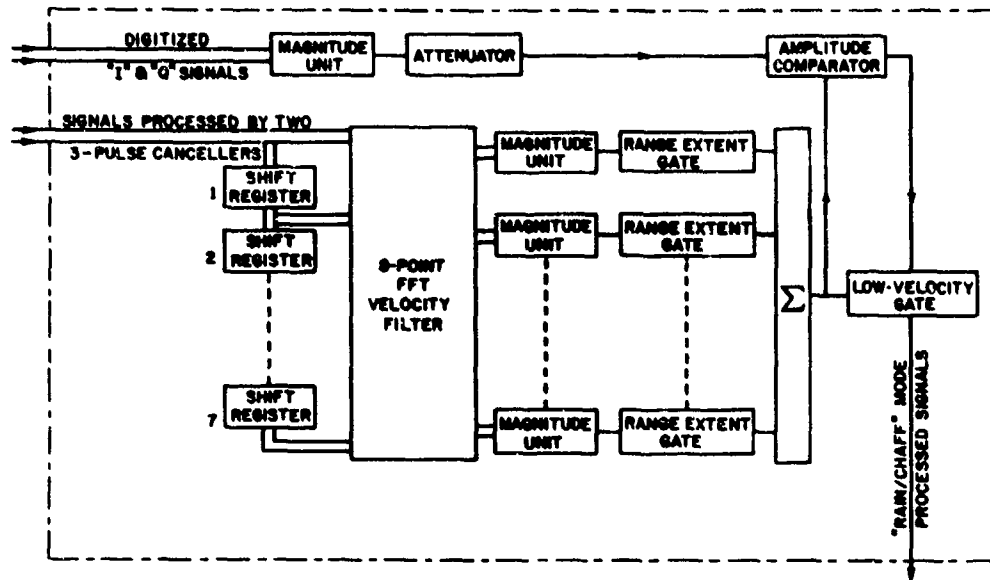 DIGITIZED
"I" & "Q" SIGNALS
MAGNITUDE
UNIT
ATTENUATOR
AMPLITUDE
COMPARATOR
SIGNALS PROCESSED BY TWO
3-PULSE CANCELLERS
1
SHIFT
REGISTER
2
SHIFT
REGISTER
7
SHIFT
REGISTER
8-POINT
FFT
VELOCITY
FILTER
MAGNITUDE
UNIT
RANGE EXTENT
GATE
MAGNITUDE
UNIT
RANGE EXTENT
GATE
MAGNITUDE
UNIT
RANGE EXTENT
GATE
Σ
LOW-VELOCITY
GATE
"RAIN/CHAFF" MODE
PROCESSED SIGNALS